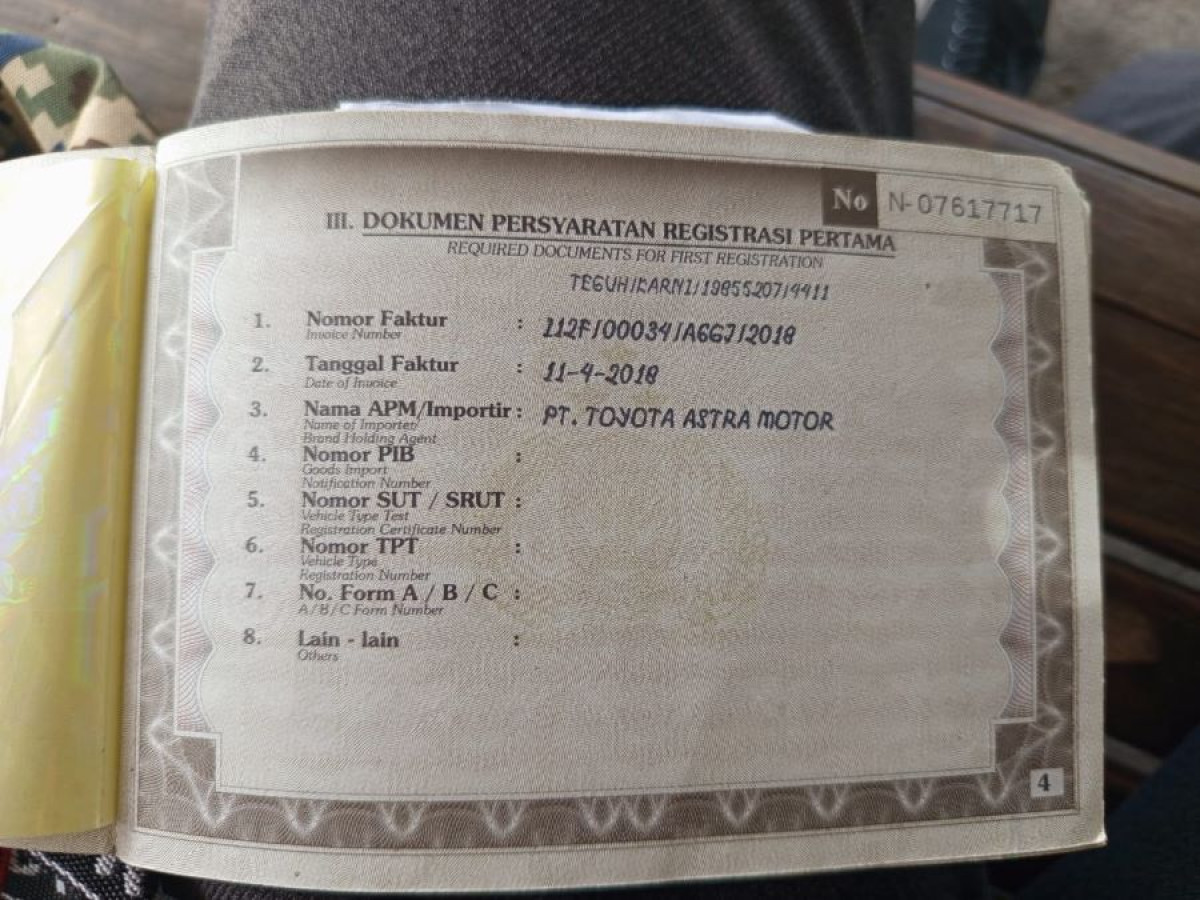 No N-07617717
III. DOKUMEN PERSYARATAN REGISTRASI PERTAMA
REQUIRED DOCUMENTS FOR FIRST REGISTRATION
TEGUH/KARNI/19855207/9911
1. Nomor Faktur : 112F/00034/AGGJ/2018
Invoice Number
2. Tanggal Faktur : 11-4-2018
Date of Invoice
3. Nama APM/Importir : PT. TOYOTA ASTRA MOTOR
Name of Importer/
Brand Holding Agent
4. Nomor PIB :
Goods Import
Notification Number
5. Nomor SUT / SRUT :
Vehicle Type Test
Registration Certificate Number
6. Nomor TPT :
Vehicle Type
Registration Number
7. No. Form A / B / C :
A/B/C Form Number
8. Lain - lain :
Others
4